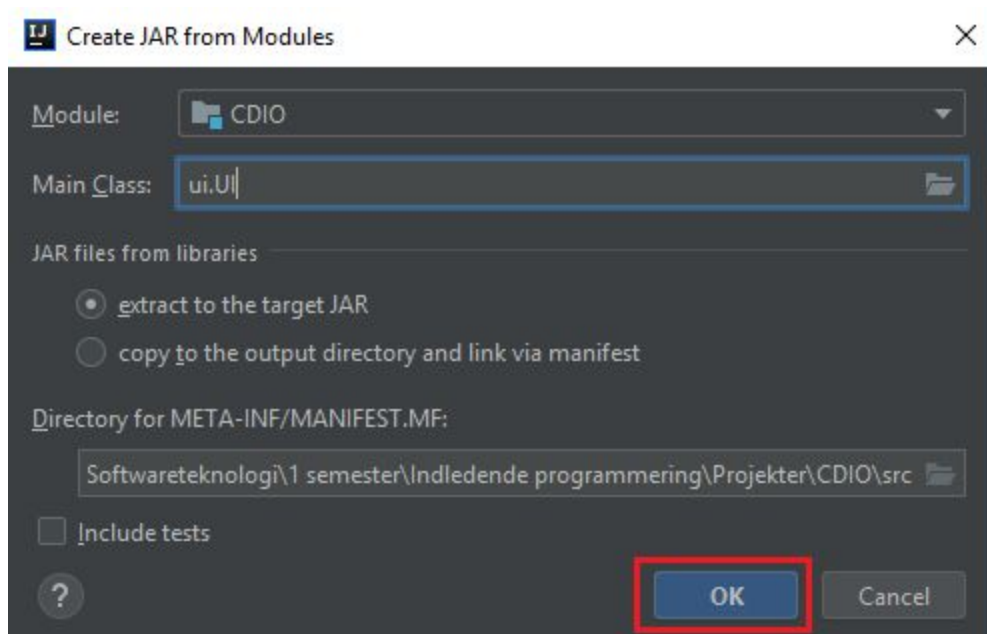 IJ
Create JAR from Modules
Module: CDIO
Main Class: ui.UI
JAR files from libraries
extract to the target JAR
copy to the output directory and link via manifest
Directory for META-INF/MANIFEST.MF:
Softwareteknologi\1 semester\Indledende programmering\Projekter\CDIO\src
Include tests
? OK Cancel